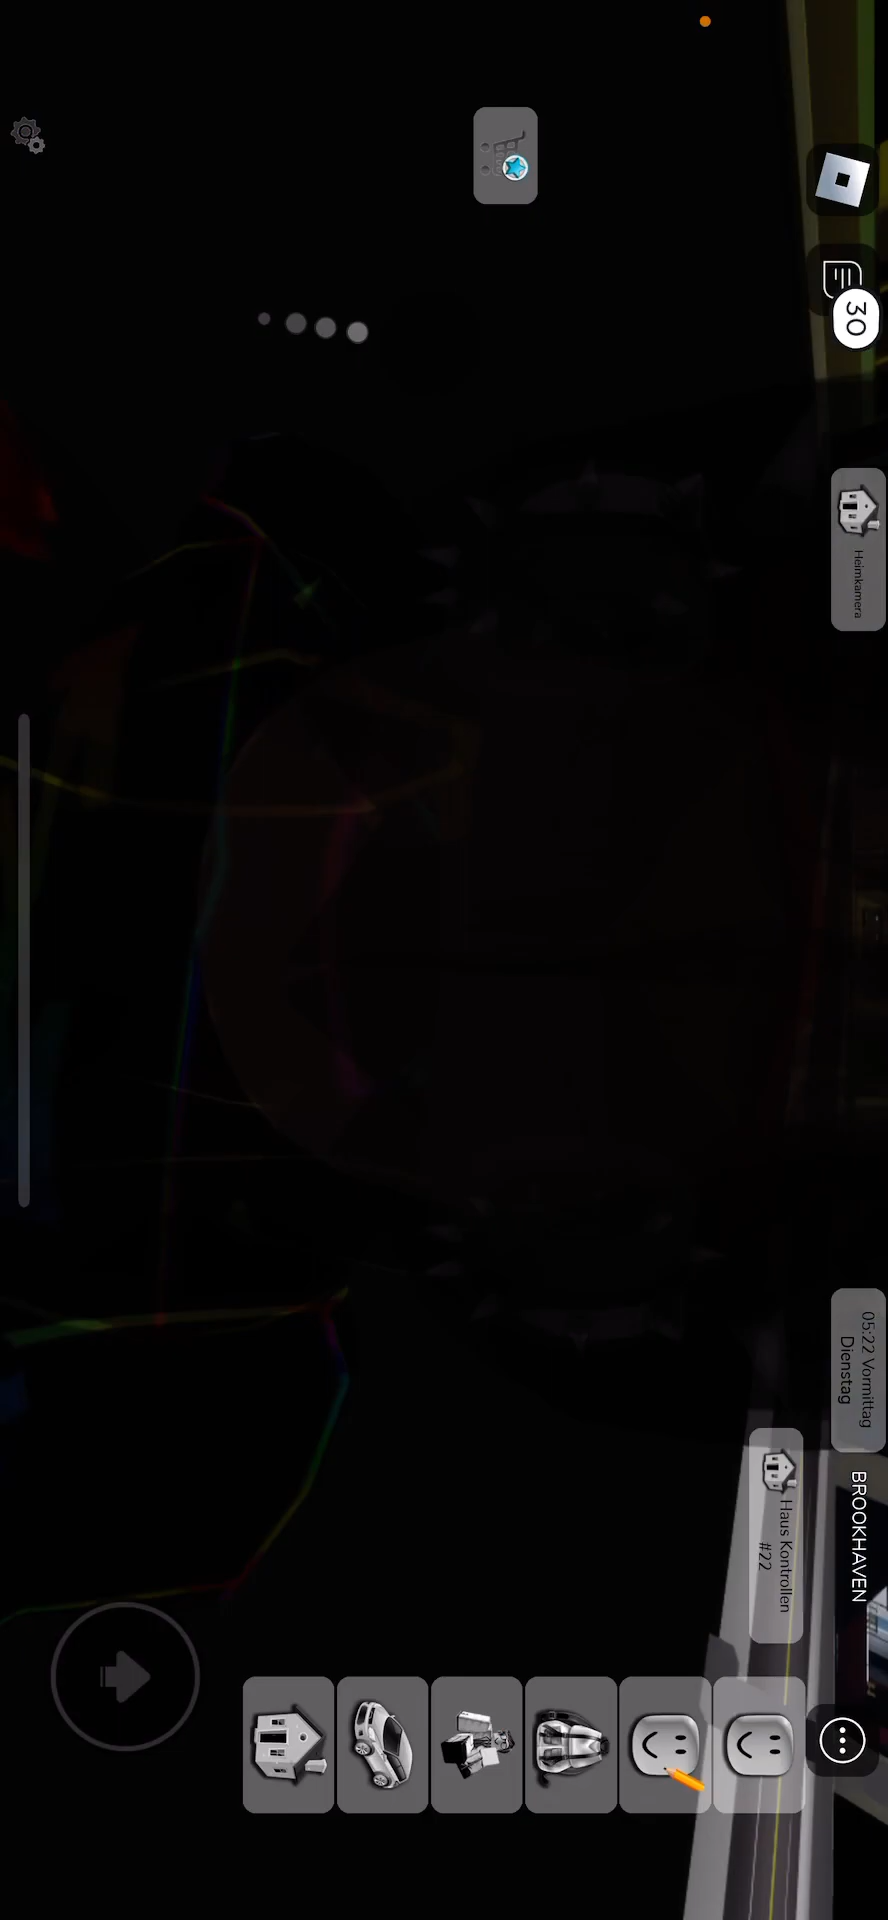 30
Heimkamera
05:22 Vormittag
Dienstag
BROOKHAVEN
Haus Kontrollen
#22